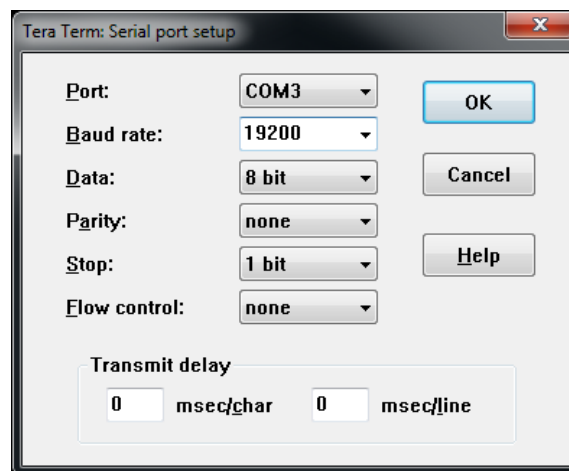 Tera Term: Serial port setup
Port:
COM3
OK
Baud rate:
19200
Data:
8 bit
Cancel
Parity:
none
Stop:
1 bit
Help
Flow control:
none
Transmit delay
0 msec/char 0 msec/line